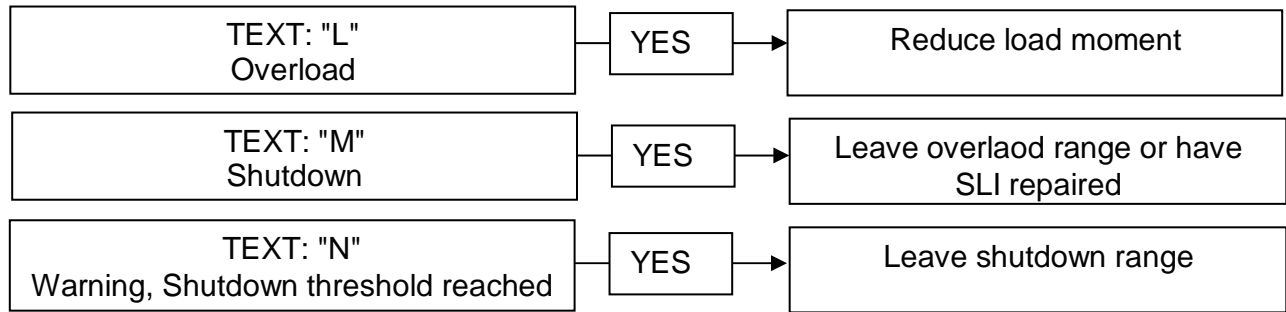 TEXT: "L"
Overload
YES
Reduce load moment
TEXT: "M"
Shutdown
YES
Leave overlaod range or have
SLI repaired
TEXT: "N"
Warning, Shutdown threshold reached
YES
Leave shutdown range